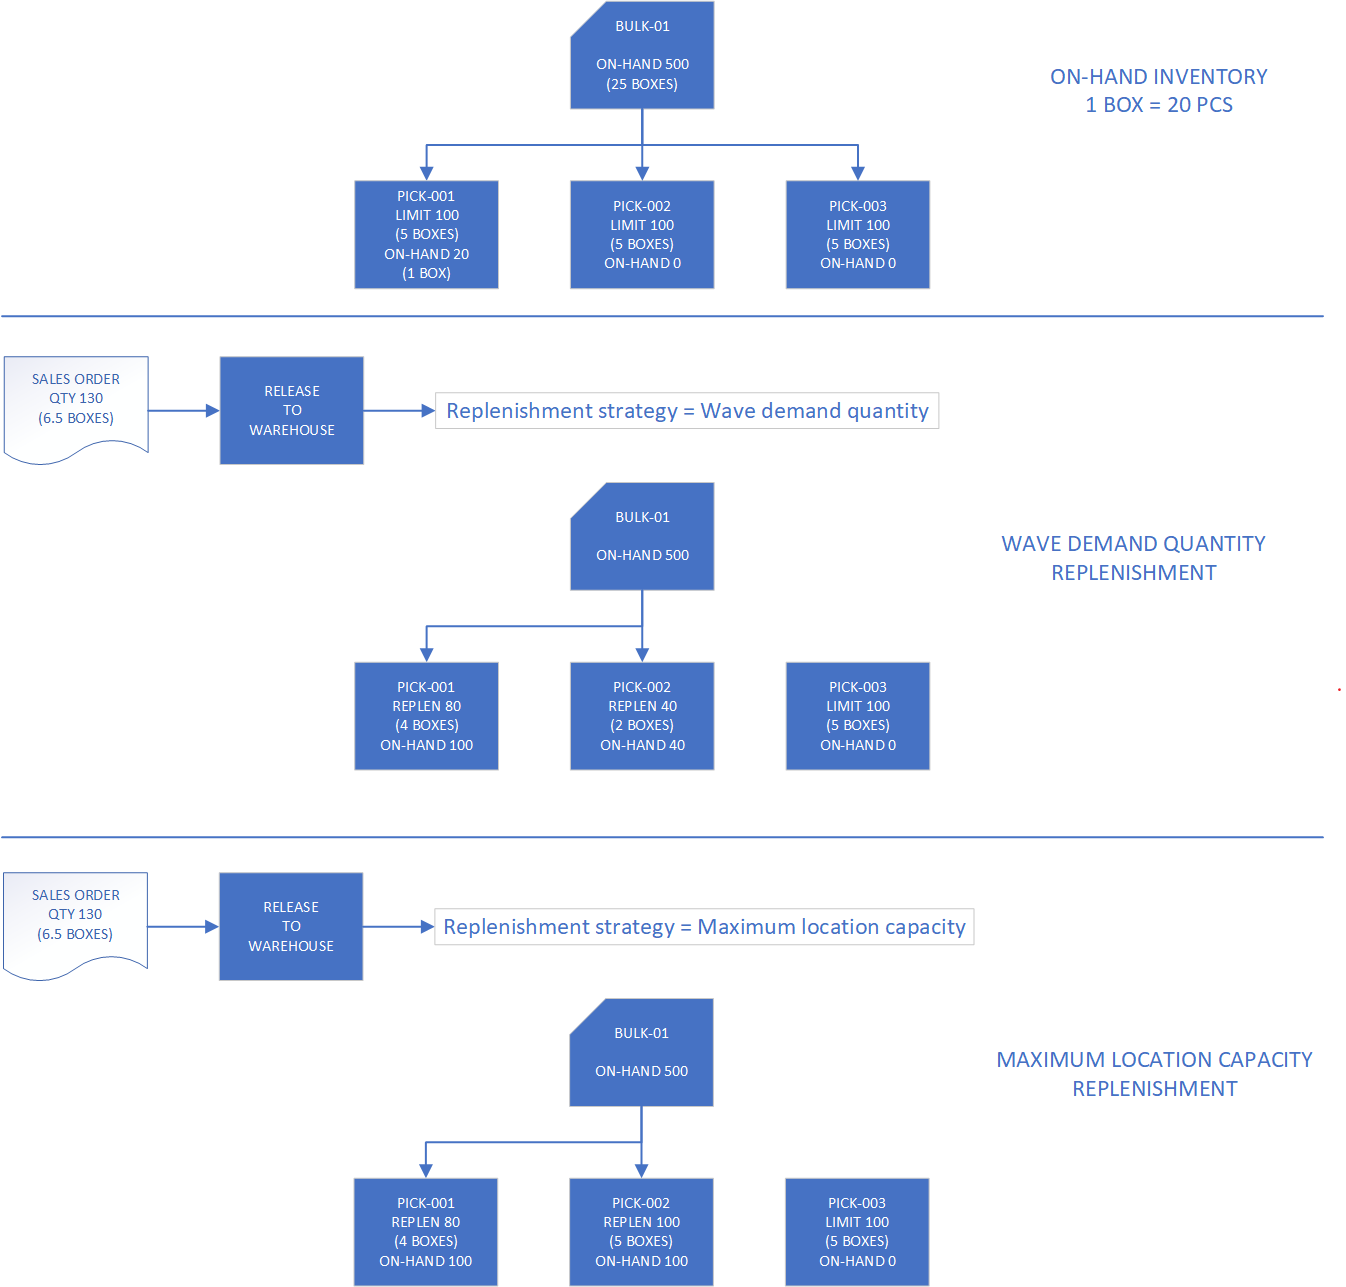 BULK-01
ON-HAND 500
(25 BOXES)
ON-HAND INVENTORY
1 BOX = 20 PCS
PICK-001
LIMIT 100
(5 BOXES)
ON-HAND 20
(1 BOX)
PICK-002
LIMIT 100
(5 BOXES)
ON-HAND 0
PICK-003
LIMIT 100
(5 BOXES)
ON-HAND 0
SALES ORDER
QTY 130
(6.5 BOXES)
RELEASE
TO
WAREHOUSE
Replenishment strategy = Wave demand quantity
BULK-01
ON-HAND 500
WAVE DEMAND QUANTITY
REPLENISHMENT
PICK-001
REPLEN 80
(4 BOXES)
ON-HAND 100
PICK-002
REPLEN 40
(2 BOXES)
ON-HAND 40
PICK-003
LIMIT 100
(5 BOXES)
ON-HAND 0
SALES ORDER
QTY 130
(6.5 BOXES)
RELEASE
TO
WAREHOUSE
Replenishment strategy = Maximum location capacity
BULK-01
ON-HAND 500
MAXIMUM LOCATION CAPACITY
REPLENISHMENT
PICK-001
REPLEN 80
(4 BOXES)
ON-HAND 100
PICK-002
REPLEN 100
(5 BOXES)
ON-HAND 100
PICK-003
LIMIT 100
(5 BOXES)
ON-HAND 0